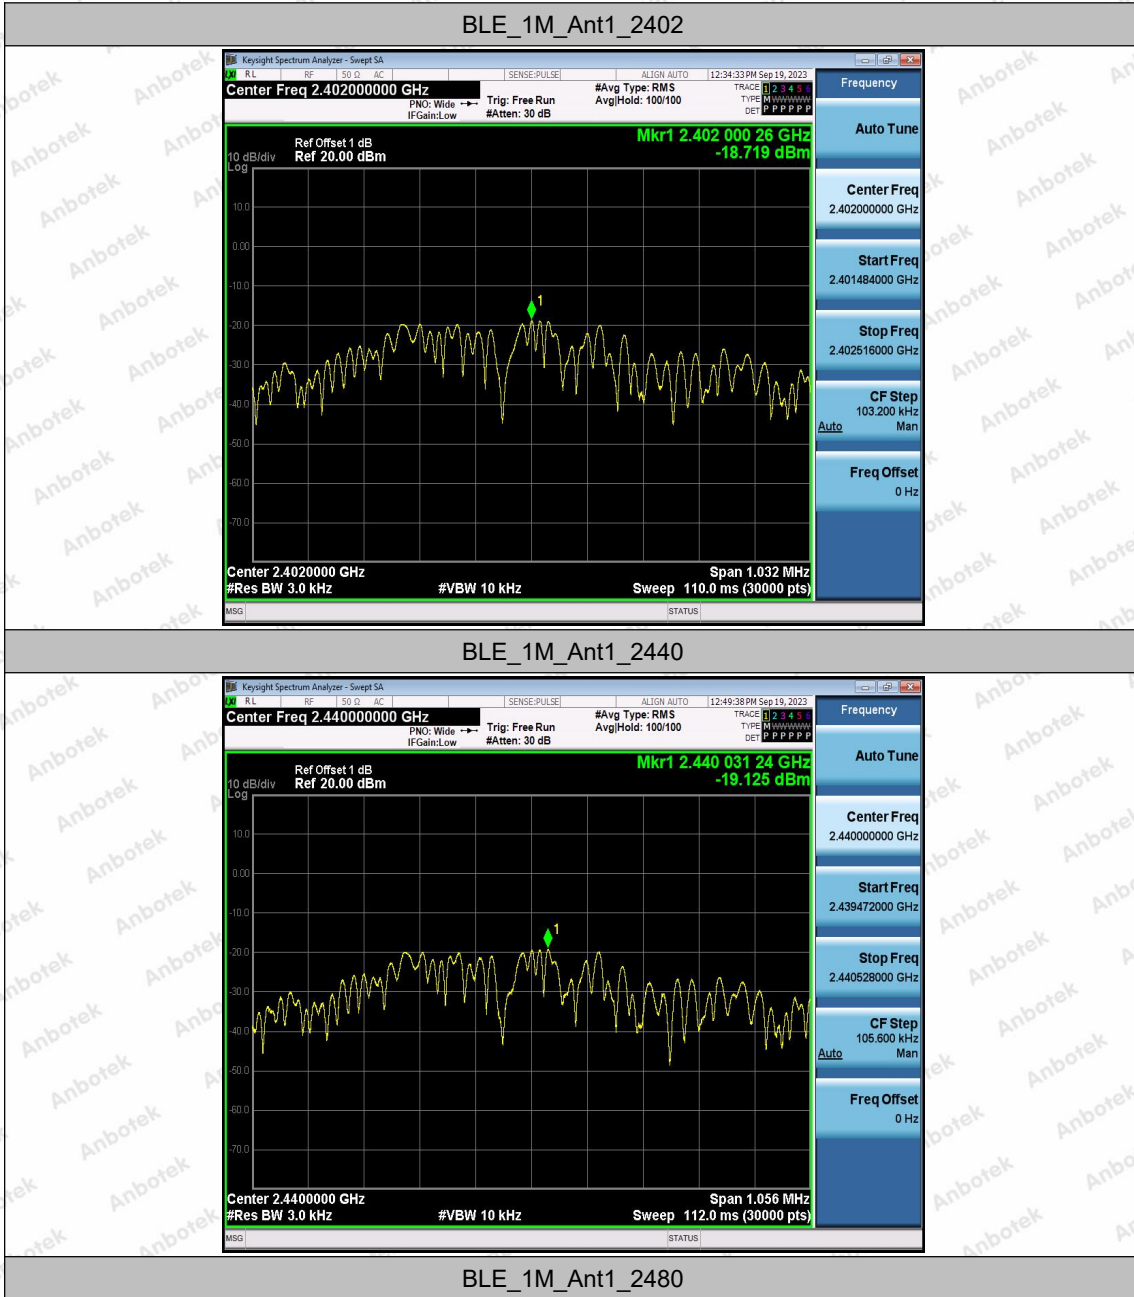 BLE_1M_Ant1_2402
Keysight Spectrum Analyzer - Swept SA
RL RF 50 Ω AC SENSE:PULSE ALIGN AUTO 12:34:33 PM Sep 19, 2023
Center Freq 2.402000000 GHz
PNO: Wide
IFGain:Low
Trig: Free Run
#Atten: 30 dB
#Avg Type: RMS
Avg|Hold: 100/100
TRACE 1 2 3 4 5 6
TYPE M WWWWW
DET P P P P P P
Ref Offset 1 dB
10 dB/div Ref 20.00 dBm
Log
Mkr1 2.402 000 26 GHz
-18.719 dBm
1
10.0
0.00
-10.0
-20.0
-30.0
-40.0
-50.0
-60.0
-70.0
Center 2.4020000 GHz Span 1.032 MHz
#Res BW 3.0 kHz #VBW 10 kHz Sweep 110.0 ms (30000 pts)
MSG STATUS
Frequency
Auto Tune
Center Freq
2.402000000 GHz
Start Freq
2.401484000 GHz
Stop Freq
2.402516000 GHz
CF Step
103.200 kHz
Auto Man
Freq Offset
0 Hz
BLE_1M_Ant1_2440
Keysight Spectrum Analyzer - Swept SA
RL RF 50 Ω AC SENSE:PULSE ALIGN AUTO 12:49:38 PM Sep 19, 2023
Center Freq 2.440000000 GHz
PNO: Wide
IFGain:Low
Trig: Free Run
#Atten: 30 dB
#Avg Type: RMS
Avg|Hold: 100/100
TRACE 1 2 3 4 5 6
TYPE M WWWWW
DET P P P P P P
Ref Offset 1 dB
10 dB/div Ref 20.00 dBm
Log
Mkr1 2.440 031 24 GHz
-19.125 dBm
1
10.0
0.00
-10.0
-20.0
-30.0
-40.0
-50.0
-60.0
-70.0
Center 2.4400000 GHz Span 1.056 MHz
#Res BW 3.0 kHz #VBW 10 kHz Sweep 112.0 ms (30000 pts)
MSG STATUS
Frequency
Auto Tune
Center Freq
2.440000000 GHz
Start Freq
2.439472000 GHz
Stop Freq
2.440528000 GHz
CF Step
105.600 kHz
Auto Man
Freq Offset
0 Hz
BLE_1M_Ant1_2480